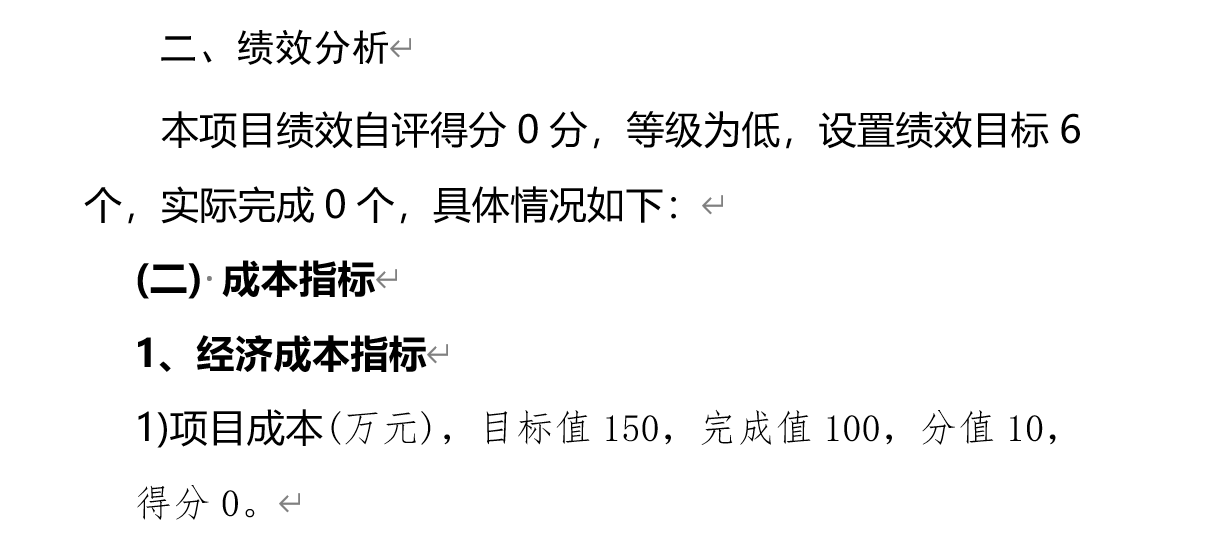 二、绩效分析↵
本项目绩效自评得分 0 分，等级为低，设置绩效目标 6
个，实际完成 0 个，具体情况如下：↵
(二)· 成本指标↵
1、经济成本指标↵
1)项目成本(万元)，目标值 150，完成值 100，分值 10，
得分 0。↵